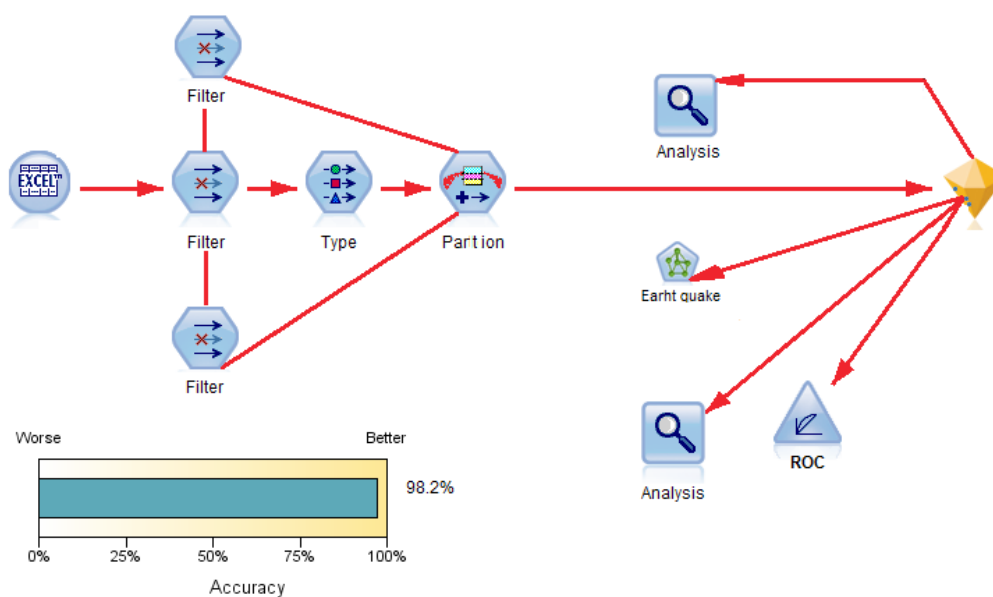 Filter
Analysis
EXCEL™
Filter
Type
Part ion
Earht quake
Filter
Analysis
ROC
Worse
Better
98.2%
0%
25%
50%
75%
100%
Accuracy